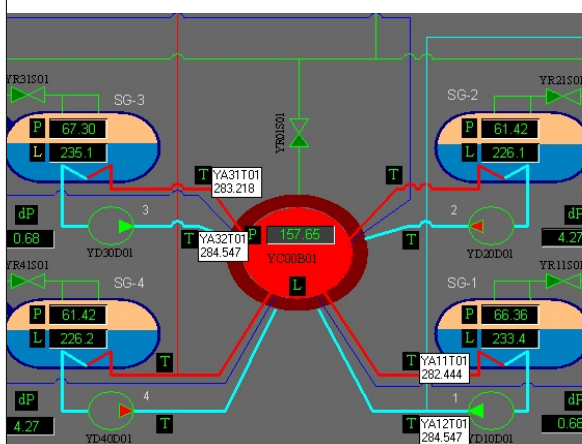 YR31S01
SG-3
P 67.30
L 235.1
T
YA31T01
283.218
dP
0.68
3
YD30D01
T
YA32T01
284.547
YR01S01
P 157.65
YC00B01
L
SG-2
YR21S01
P 61.42
L 226.1
T
T
2
YD20D01
dP
4.27
YR41S01
SG-4
P 61.42
L 226.2
T
dP
4.27
4
YD40D01
T
SG-1
YR11S01
P 66.36
L 233.4
YA11T01
282.444
1
YD10D01
YA12T01
284.547
dP
0.68